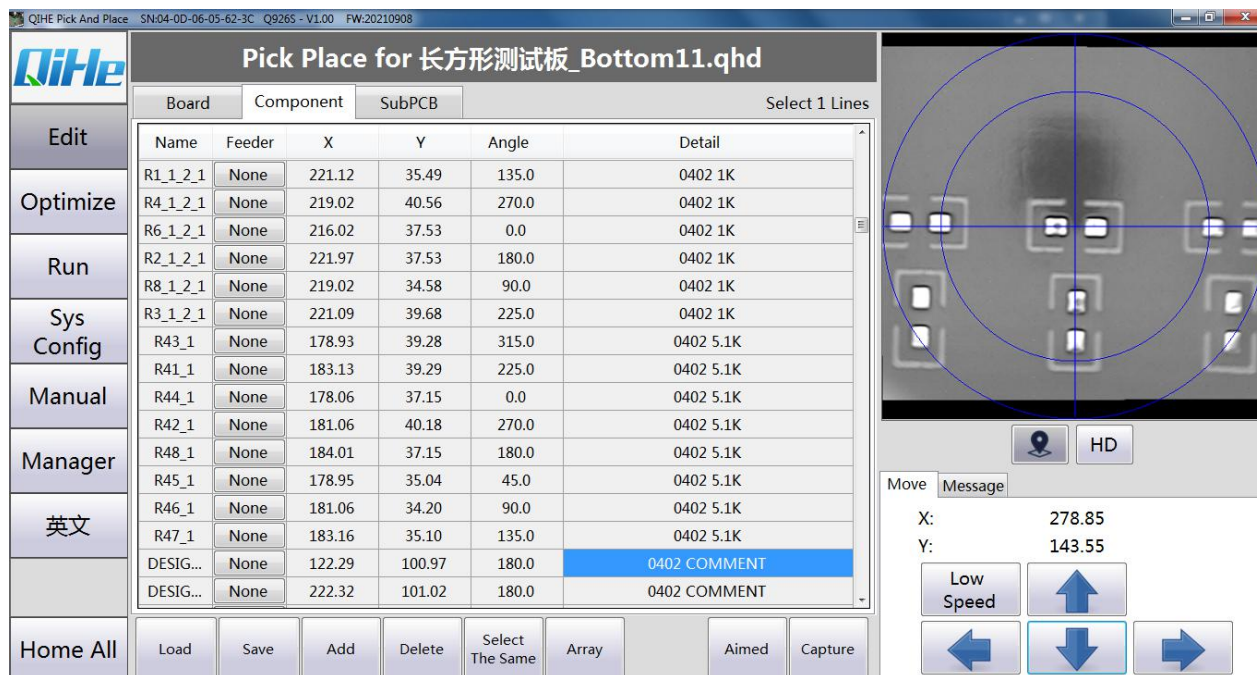 QIHE Pick And Place SN:04-0D-06-05-62-3C Q926S - V1.00 FW:20210908
QiHe
Pick Place for 长方形测试板_Bottom11.qhd
Board Component SubPCB Select 1 Lines
Edit
Optimize
Run
Sys
Config
Manual
Manager
英文
Home All
Name Feeder X Y Angle Detail
R1_1_2_1 None 221.12 35.49 135.0 0402 1K
R4_1_2_1 None 219.02 40.56 270.0 0402 1K
R6_1_2_1 None 216.02 37.53 0.0 0402 1K
R2_1_2_1 None 221.97 37.53 180.0 0402 1K
R8_1_2_1 None 219.02 34.58 90.0 0402 1K
R3_1_2_1 None 221.09 39.68 225.0 0402 1K
R43_1 None 178.93 39.28 315.0 0402 5.1K
R41_1 None 183.13 39.29 225.0 0402 5.1K
R44_1 None 178.06 37.15 0.0 0402 5.1K
R42_1 None 181.06 40.18 270.0 0402 5.1K
R48_1 None 184.01 37.15 180.0 0402 5.1K
R45_1 None 178.95 35.04 45.0 0402 5.1K
R46_1 None 181.06 34.20 90.0 0402 5.1K
R47_1 None 183.16 35.10 135.0 0402 5.1K
DESIG... None 122.29 100.97 180.0 0402 COMMENT
DESIG... None 222.32 101.02 180.0 0402 COMMENT
Load Save Add Delete Select The Same Array Aimed Capture
HD
Move Message
X: 278.85
Y: 143.55
Low
Speed